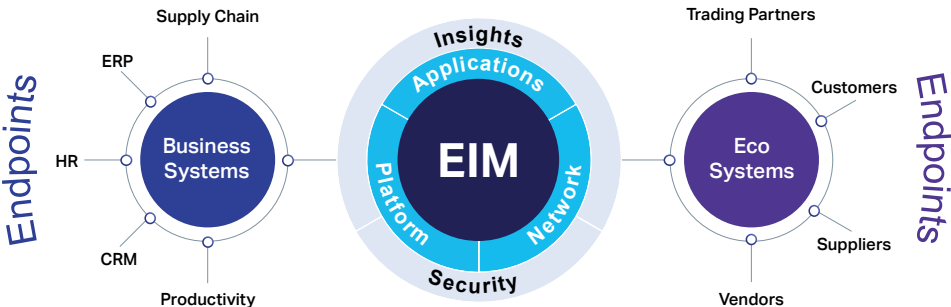 Endpoints
Supply Chain
ERP
HR
CRM
Productivity
Business
Systems
Insights
Applications
Platform
Network
EIM
Security
Trading Partners
Customers
Suppliers
Vendors
Eco
Systems
Endpoints